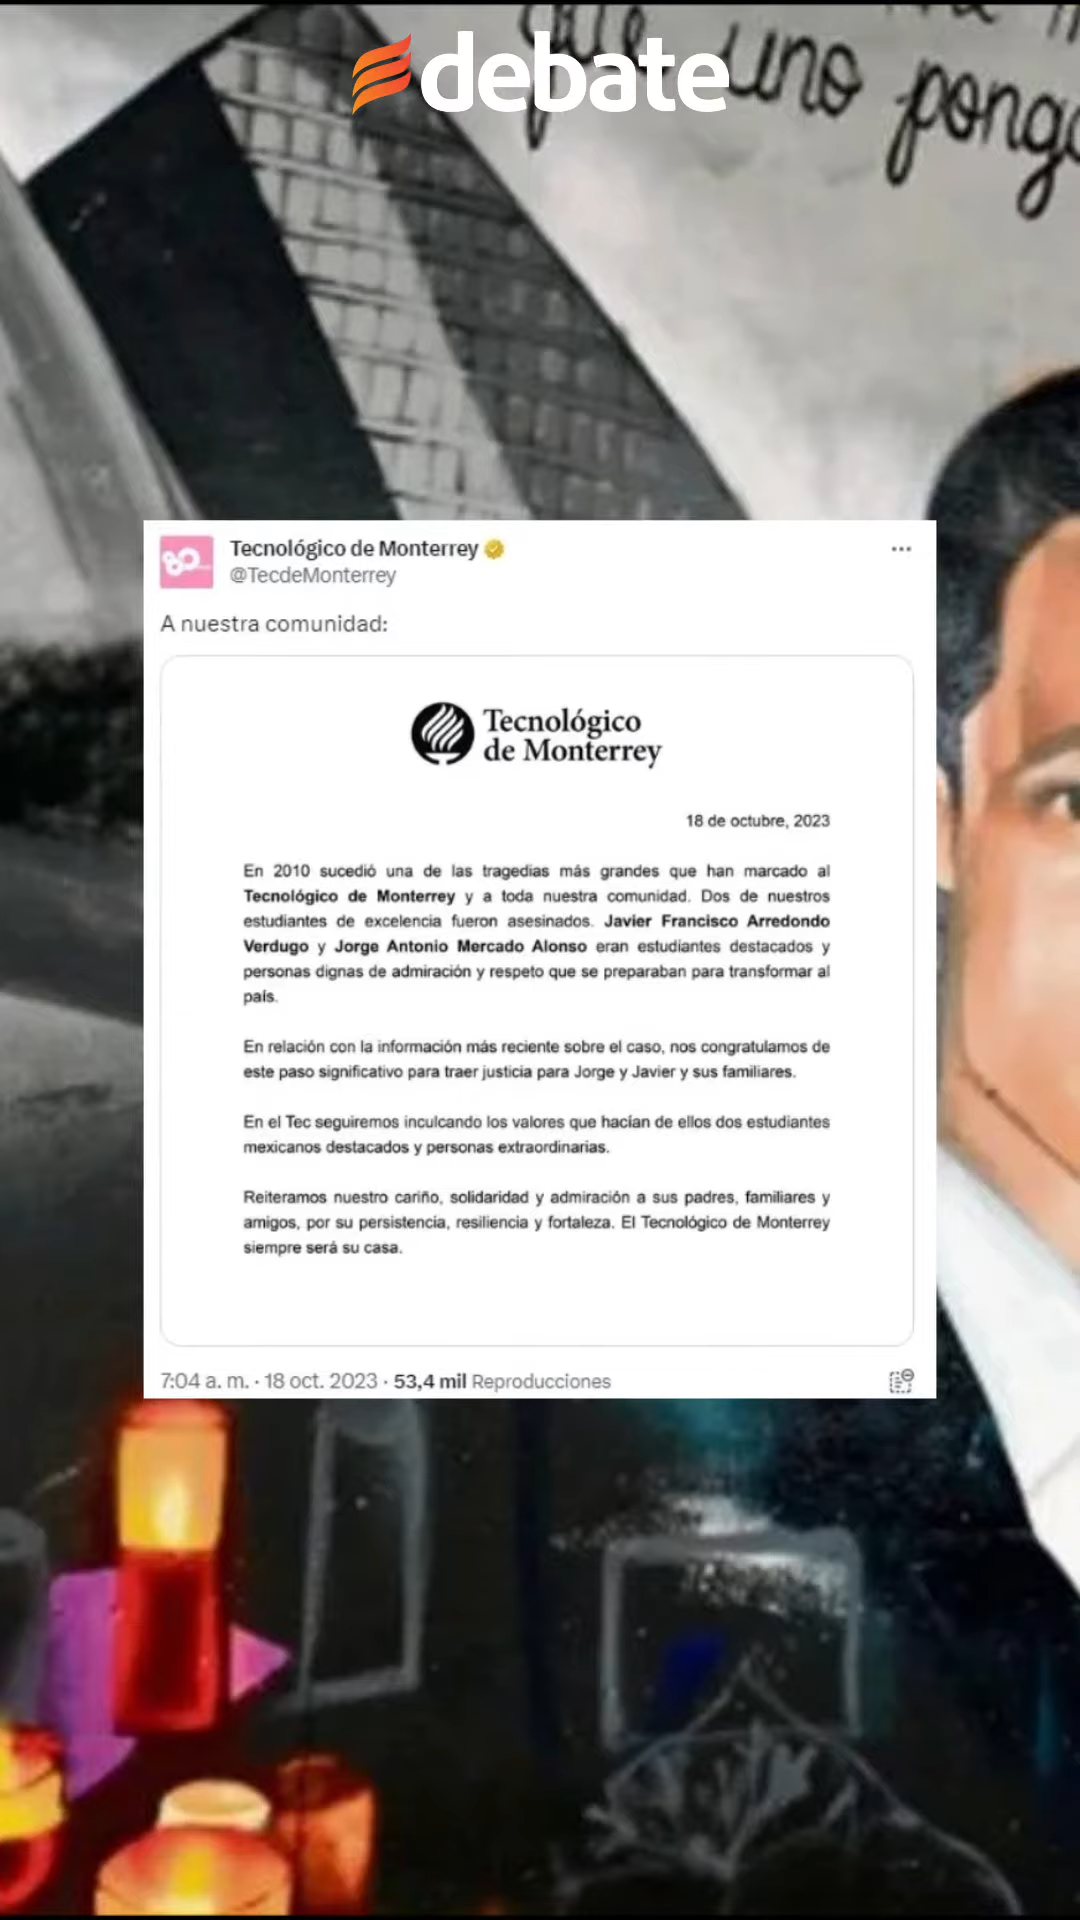 debate
que uno
Tecnológico de Monterrey
@TecdeMonterrey
A nuestra comunidad:
Tecnológico
de Monterrey
18 de octubre, 2023
En 2010 sucedió una de las tragedias más grandes que han marcado al
Tecnológico de Monterrey y a toda nuestra comunidad. Dos de nuestros
estudiantes de excelencia fueron asesinados. Javier Francisco Arredondo
Verdugo y Jorge Antonio Mercado Alonso eran estudiantes destacados y
personas dignas de admiración y respeto que se preparaban para transformar al
país.
En relación con la información más reciente sobre el caso, nos congratulamos de
este paso significativo para traer justicia para Jorge y Javier y sus familiares.
En el Tec seguiremos inculcando los valores que hacían de ellos dos estudiantes
mexicanos destacados y personas extraordinarias.
Reiteramos nuestro cariño, solidaridad y admiración a sus padres, familiares y
amigos, por su persistencia, resiliencia y fortaleza. El Tecnológico de Monterrey
siempre será su casa.
7:04 a. m. · 18 oct. 2023 · 53,4 mil Reproducciones